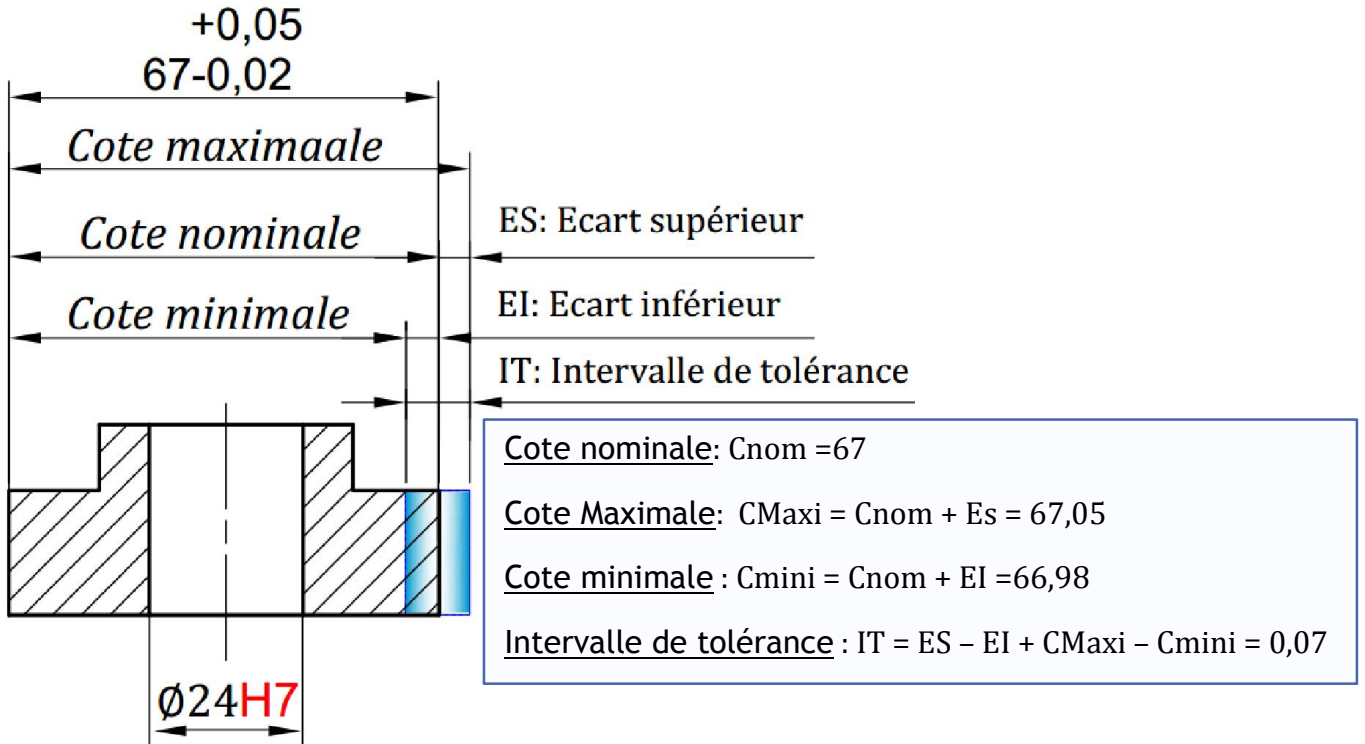 +0,05
67-0,02
Cote maximaale
Cote nominale
ES: Ecart supérieur
Cote minimale
EI: Ecart inférieur
IT: Intervalle de tolérance
Cote nominale: Cnom =67
Cote Maximale: CMaxi = Cnom + Es = 67,05
Cote minimale : Cmini = Cnom + EI =66,98
Intervalle de tolérance : IT = ES – EI + CMaxi – Cmini = 0,07
Ø24H7